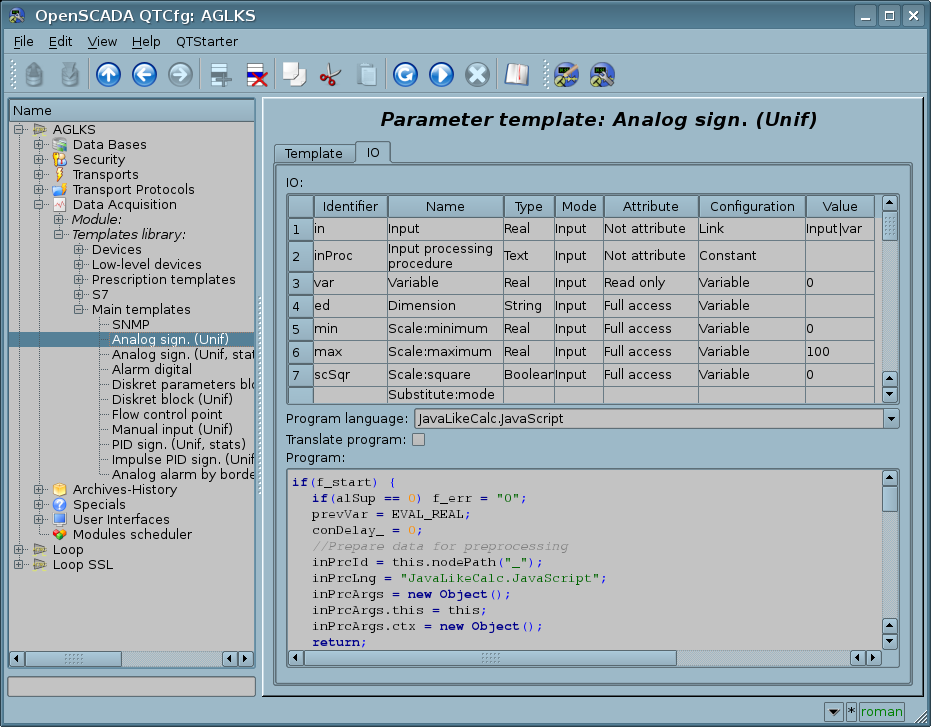 OpenSCADA QTCfg: AGLKS
File Edit View Help QTStarter
Name
AGLKS
Data Bases
Security
Transports
Transport Protocols
Data Acquisition
Module:
Templates library:
Devices
Low-level devices
Prescription templates
S7
Main templates
SNMP
Analog sign. (Unif)
Analog sign. (Unif, stat
Alarm digital
Diskret parameters blo
Diskret block (Unif)
Flow control point
Manual input (Unif)
PID sign. (Unif, stats)
Impulse PID sign. (Unif
Analog alarm by borde
Archives-History
Specials
User Interfaces
Modules scheduler
Loop
Loop SSL
Parameter template: Analog sign. (Unif)
Template IO
IO:
Identifier Name Type Mode Attribute Configuration Value
1 in Input Real Input Not attribute Link Input|var
2 inProc Input processing procedure Text Input Not attribute Constant
3 var Variable Real Input Read only Variable 0
4 ed Dimension String Input Full access Variable
5 min Scale:minimum Real Input Full access Variable 0
6 max Scale:maximum Real Input Full access Variable 100
7 scSqr Scale:square Boolean Input Full access Variable 0
Substitute:mode
Program language: JavaLikeCalc.JavaScript
Translate program:
Program:
if(f_start) {
if(alSup == 0) f_err = "0";
prevVar = EVAL_REAL;
conDelay_ = 0;
//Prepare data for preprocessing
inPrcId = this.nodePath("_");
inPrcLng = "JavaLikeCalc.JavaScript";
inPrcArgs = new Object();
inPrcArgs.this = this;
inPrcArgs.ctx = new Object();
return;
* roman